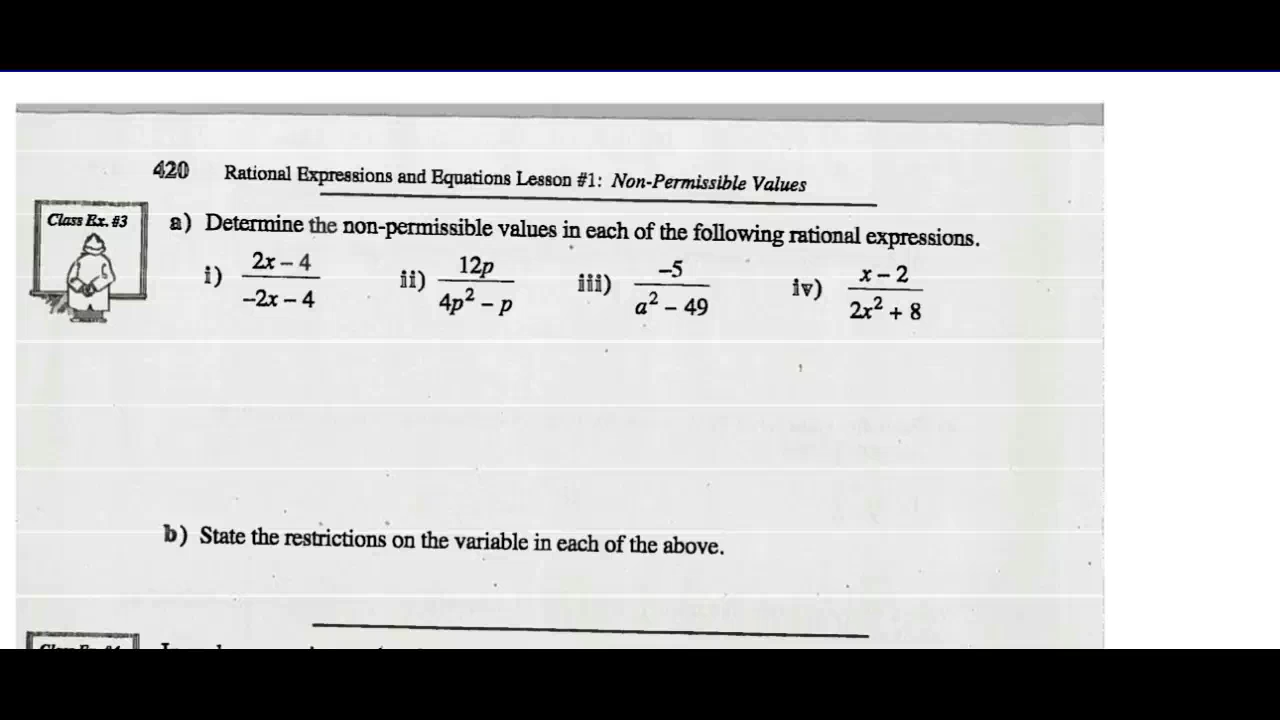 420 Rational Expressions and Equations Lesson #1: Non-Permissible Values
Class Ex. #3
a) Determine the non-permissible values in each of the following rational expressions.
i) (2x – 4)/(–2x – 4) ii) 12p/(4p² – p) iii) –5/(a² – 49) iv) (x – 2)/(2x² + 8)
b) State the restrictions on the variable in each of the above.